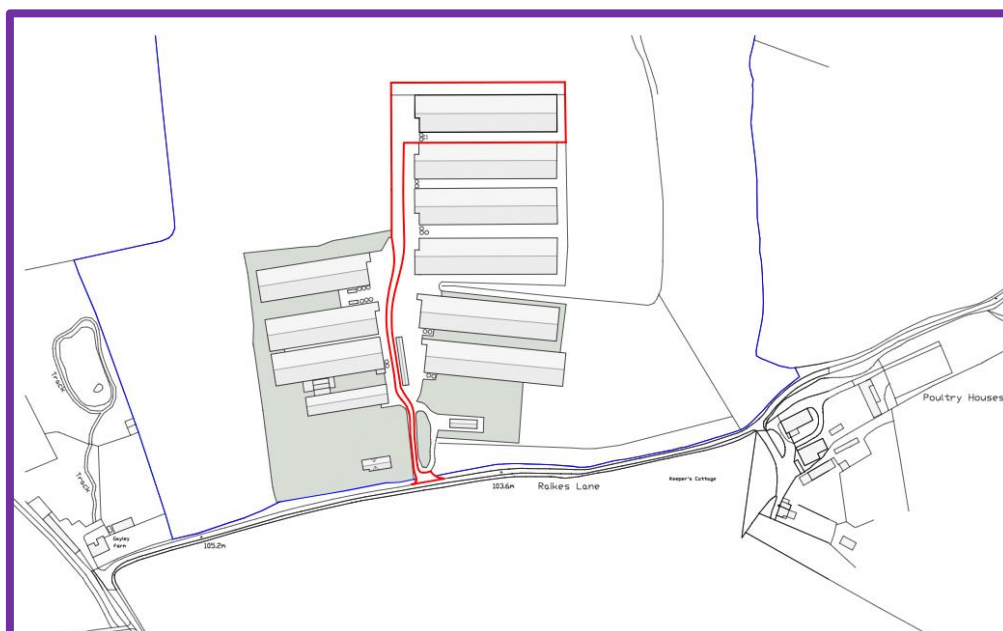 Track
Poultry Houses
Track
Keeper's Cottage
103.6m
Raikes Lane
Gayley
Farm
105.2m